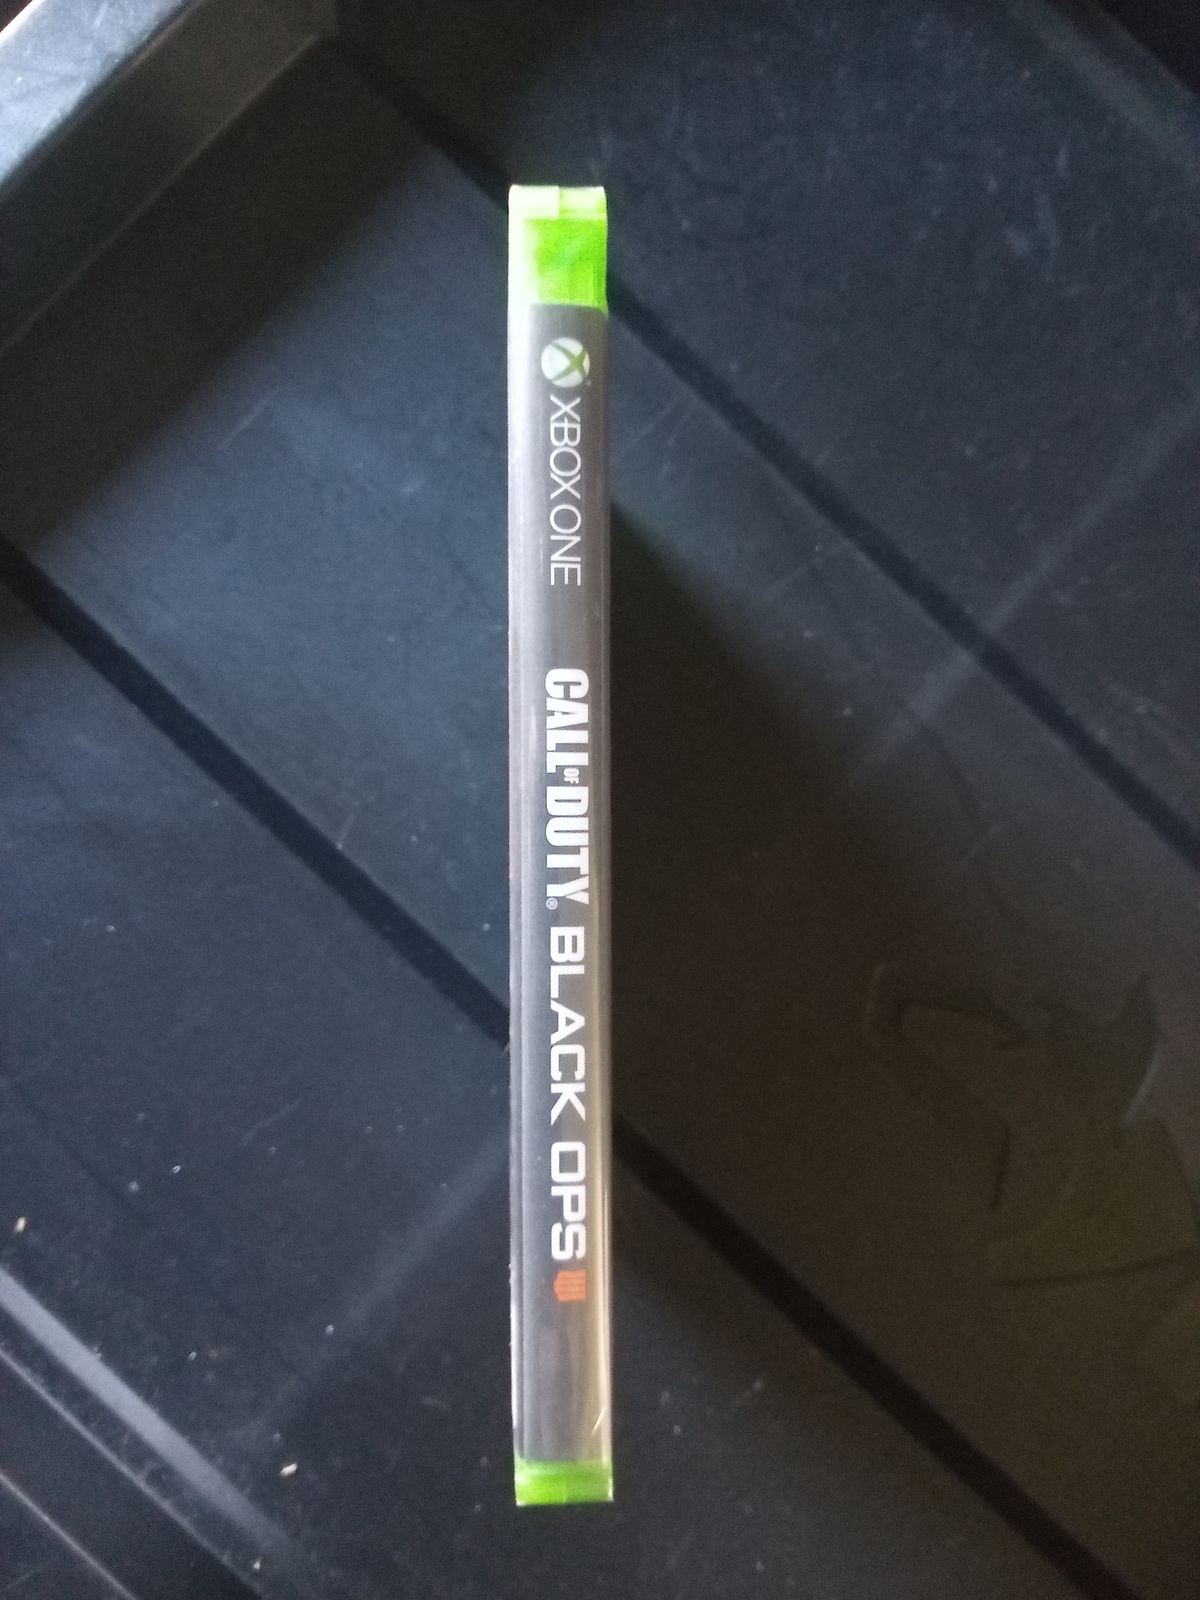 XBOX ONE
CALL OF DUTY® BLACK OPS IIII